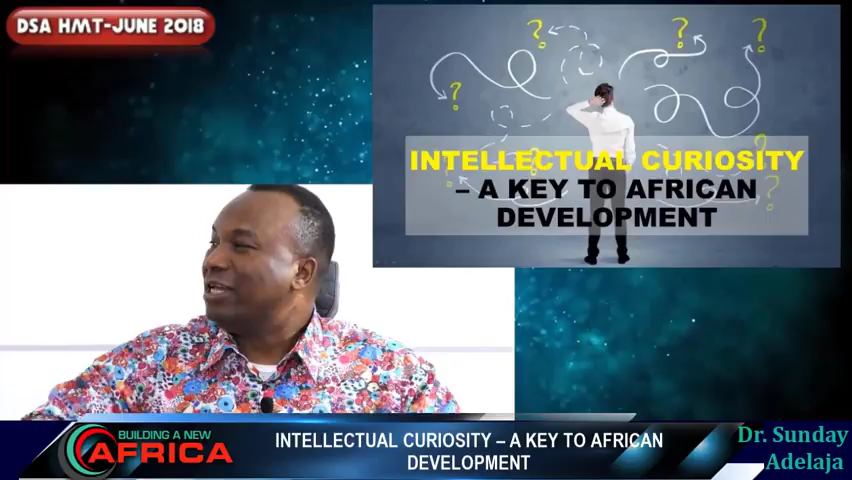 DSA HMT-JUNE 2018
INTELLECTUAL CURIOSITY
– A KEY TO AFRICAN
DEVELOPMENT
BUILDING A NEW
AFRICA
INTELLECTUAL CURIOSITY – A KEY TO AFRICAN
DEVELOPMENT
Dr. Sunday
Adelaja